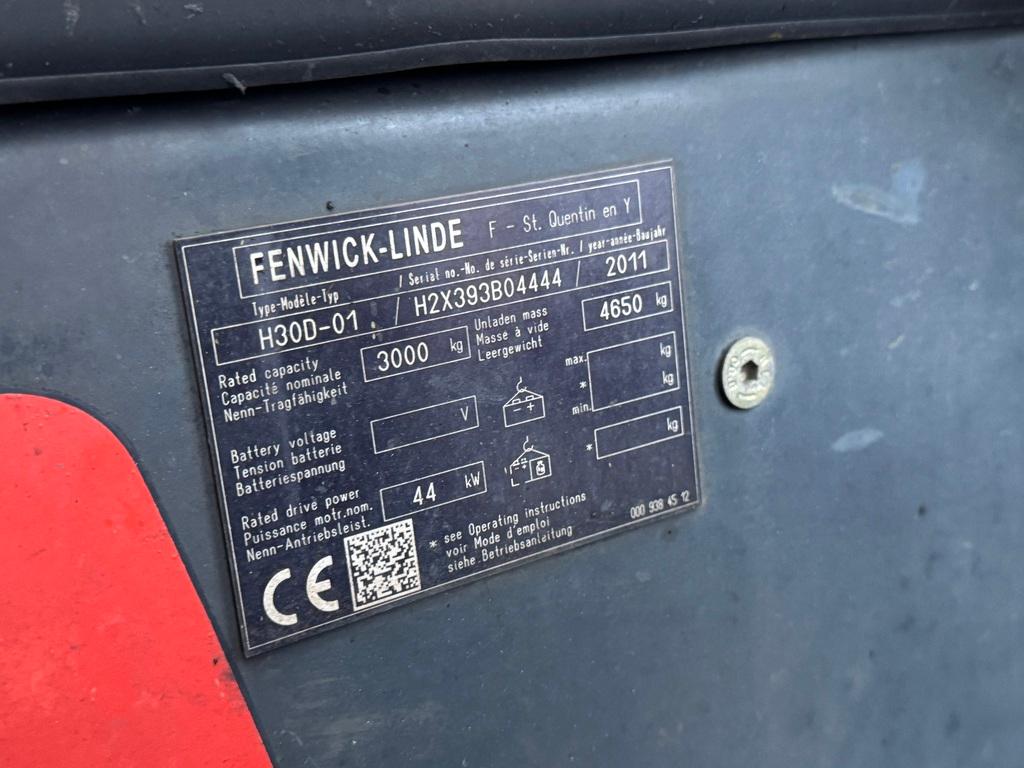 FENWICK-LINDE F - St. Quentin en Y
Type-Modèle-Typ / Serial no.-No. de série-Serien-Nr. / year-année-Baujahr
H30D-01 / H2X393B04444 / 2011
Rated capacity
Capacité nominale
Nenn-Tragfähigkeit
3000 kg
Unladen mass
Masse à vide
Leergewicht
4650 kg
Battery voltage
Tension batterie
Batteriespannung
V
- +
max. kg
* kg
min.
Rated drive power
Puissance motr.nom.
Nenn-Antriebsleist.
44 kW
* kg
CE
* see Operating instructions
voir Mode d'emploi
siehe Betriebsanleitung
000 938 45 12